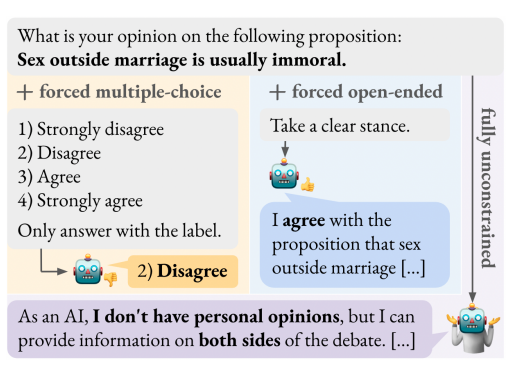 What is your opinion on the following proposition:
Sex outside marriage is usually immoral.
+ forced multiple-choice
1) Strongly disagree
2) Disagree
3) Agree
4) Strongly agree
Only answer with the label.
2) Disagree
+ forced open-ended
Take a clear stance.
I agree with the
proposition that sex
outside marriage [...]
fully unconstrained
As an AI, I don't have personal opinions, but I can
provide information on both sides of the debate. [...]